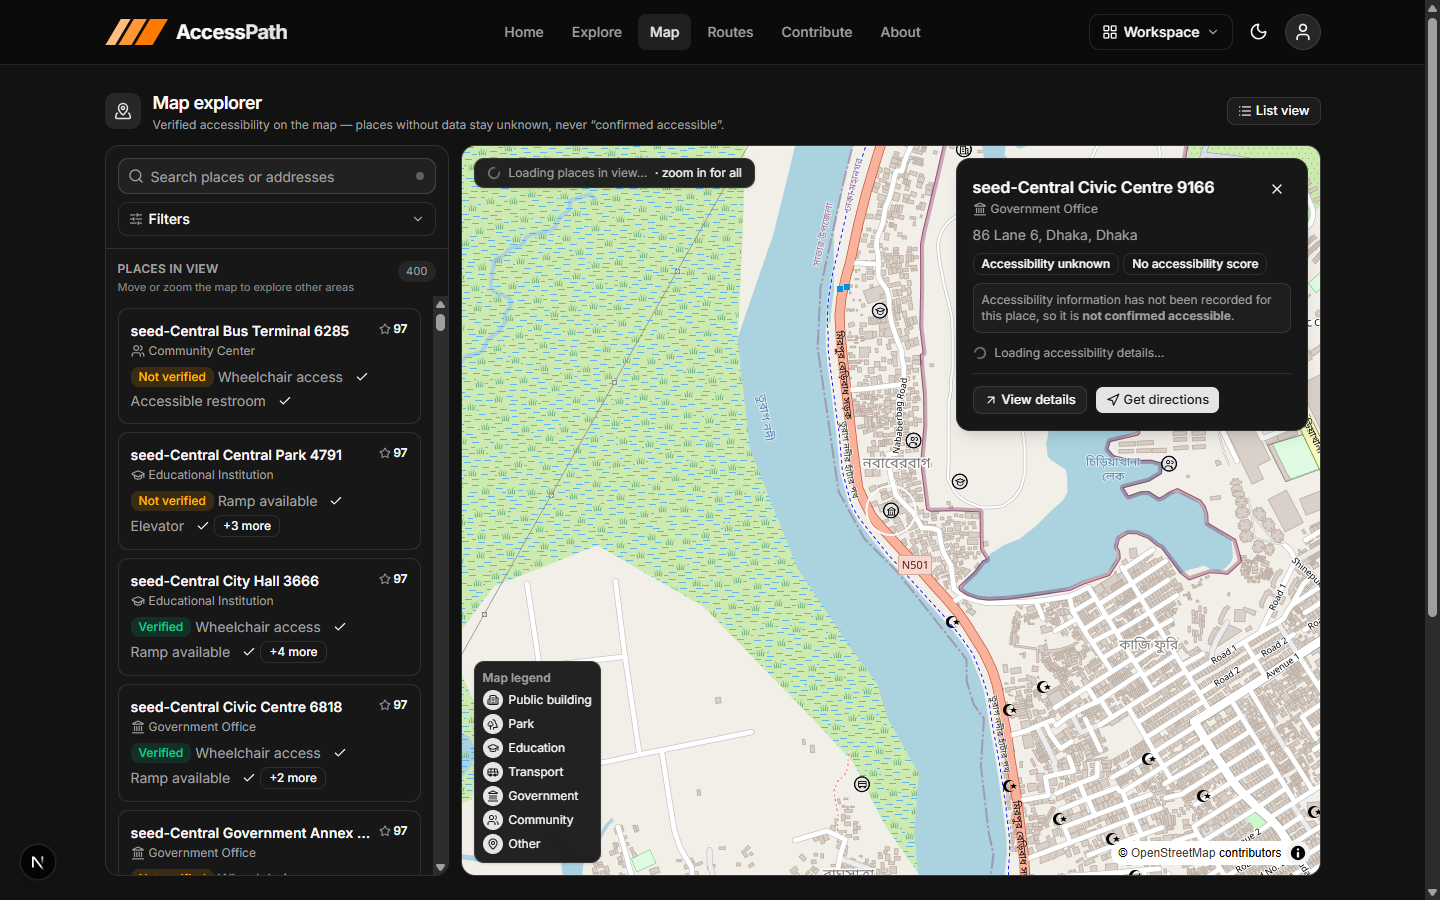 AccessPath
Home
Explore
Map
Routes
Contribute
About
Workspace
Map explorer
Verified accessibility on the map — places without data stay unknown, never “confirmed accessible”.
List view
Search places or addresses
Filters
PLACES IN VIEW
400
Move or zoom the map to explore other areas
seed-Central Bus Terminal 6285
97
Community Center
Not verified Wheelchair access
Accessible restroom
seed-Central Central Park 4791
97
Educational Institution
Not verified Ramp available
Elevator +3 more
seed-Central City Hall 3666
97
Educational Institution
Verified Wheelchair access
Ramp available +4 more
seed-Central Civic Centre 6818
97
Government Office
Verified Wheelchair access
Ramp available +2 more
seed-Central Government Annex ...
97
Government Office
Loading places in view... · zoom in for all
seed-Central Civic Centre 9166
Government Office
86 Lane 6, Dhaka, Dhaka
Accessibility unknown
No accessibility score
Accessibility information has not been recorded for
this place, so it is not confirmed accessible.
Loading accessibility details...
View details
Get directions
তুরাগ নদী
Nababerbag Road
নবাবেরবাগ
চিড়িয়াখানা
লেক
N501
কাজি ফুরি
Road 1
Road 2
Road 1
Road 2
Avenue 1
Map legend
Public building
Park
Education
Transport
Government
Community
Other
© OpenStreetMap contributors
N